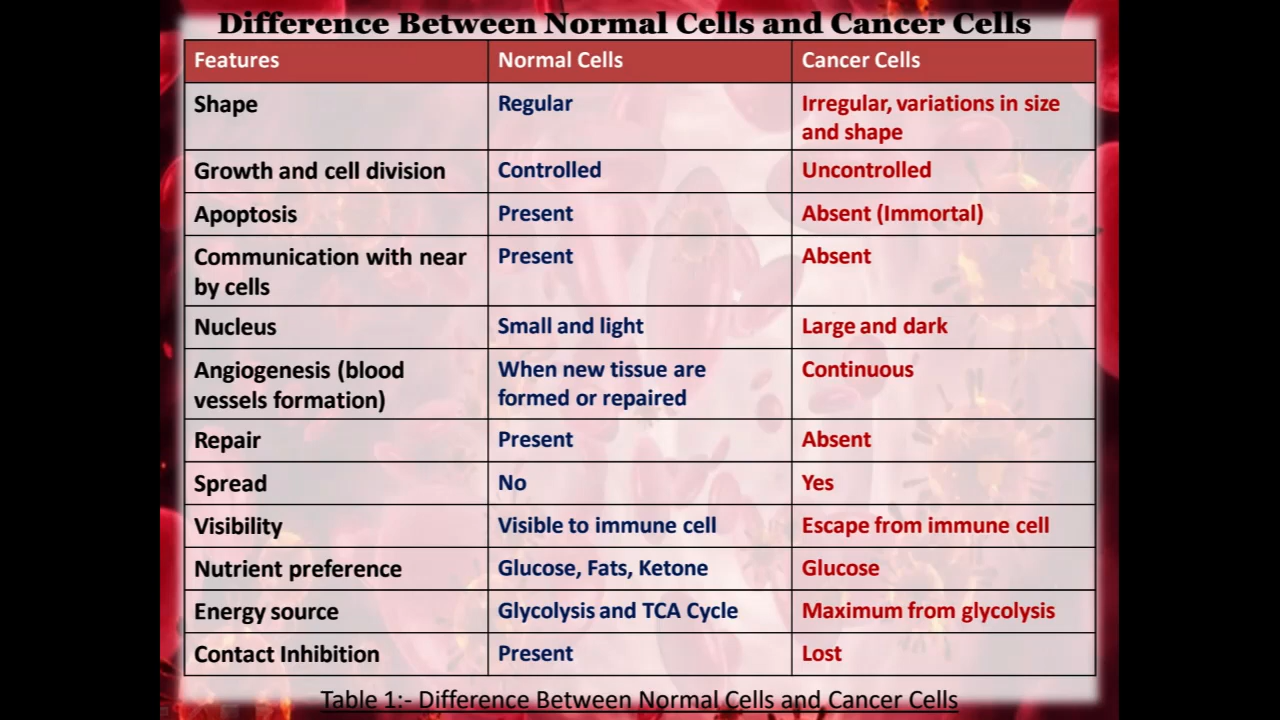 Difference Between Normal Cells and Cancer Cells
Features Normal Cells Cancer Cells
Shape Regular Irregular, variations in size
and shape
Growth and cell division Controlled Uncontrolled
Apoptosis Present Absent (Immortal)
Communication with near Present Absent
by cells
Nucleus Small and light Large and dark
Angiogenesis (blood When new tissue are Continuous
vessels formation) formed or repaired
Repair Present Absent
Spread No Yes
Visibility Visible to immune cell Escape from immune cell
Nutrient preference Glucose, Fats, Ketone Glucose
Energy source Glycolysis and TCA Cycle Maximum from glycolysis
Contact Inhibition Present Lost
Table 1:- Difference Between Normal Cells and Cancer Cells